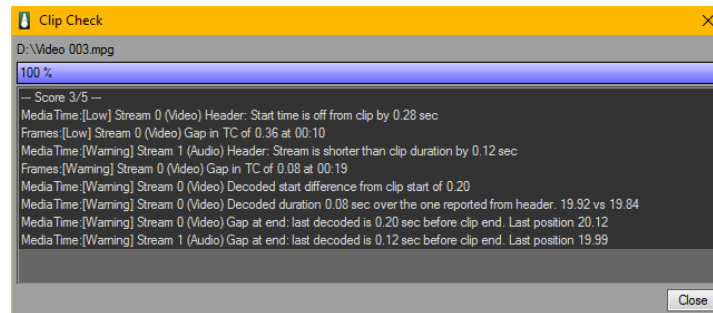 Clip Check
D:\Video 003.mpg
100 %
--- Score 3/5 ---
MediaTime:[Low] Stream 0 (Video) Header: Start time is off from clip by 0.28 sec
Frames:[Low] Stream 0 (Video) Gap in TC of 0.36 at 00:10
MediaTime:[Warning] Stream 1 (Audio) Header: Stream is shorter than clip duration by 0.12 sec
Frames:[Warning] Stream 0 (Video) Gap in TC of 0.08 at 00:19
MediaTime:[Warning] Stream 0 (Video) Decoded start difference from clip start of 0.20
MediaTime:[Warning] Stream 0 (Video) Decoded duration 0.08 sec over the one reported from header. 19.92 vs 19.84
MediaTime:[Warning] Stream 0 (Video) Gap at end: last decoded is 0.20 sec before clip end. Last position 20.12
MediaTime:[Warning] Stream 1 (Audio) Gap at end: last decoded is 0.12 sec before clip end. Last position 19.99
Close